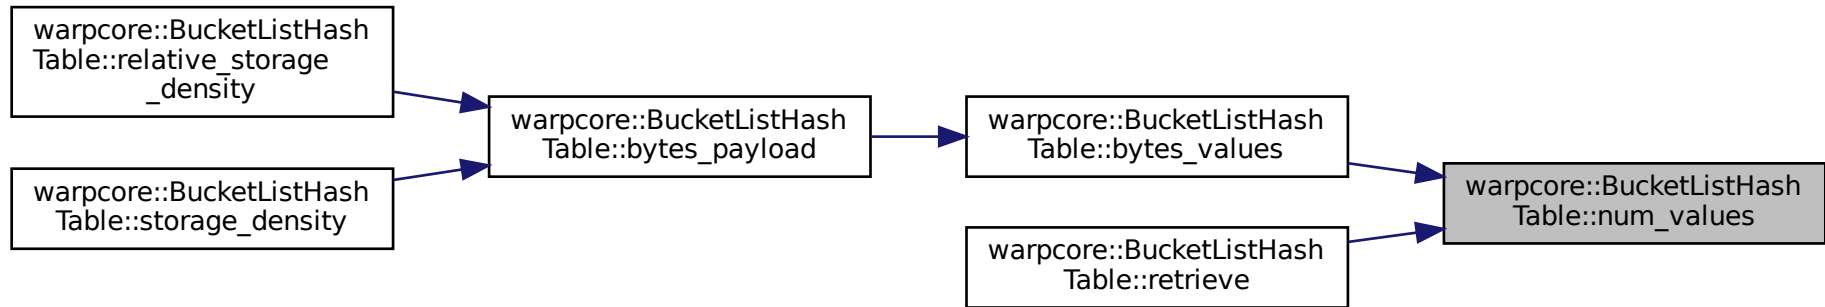 warpcore::BucketListHash
Table::relative_storage
_density
warpcore::BucketListHash
Table::storage_density
warpcore::BucketListHash
Table::bytes_payload
warpcore::BucketListHash
Table::bytes_values
warpcore::BucketListHash
Table::retrieve
warpcore::BucketListHash
Table::num_values